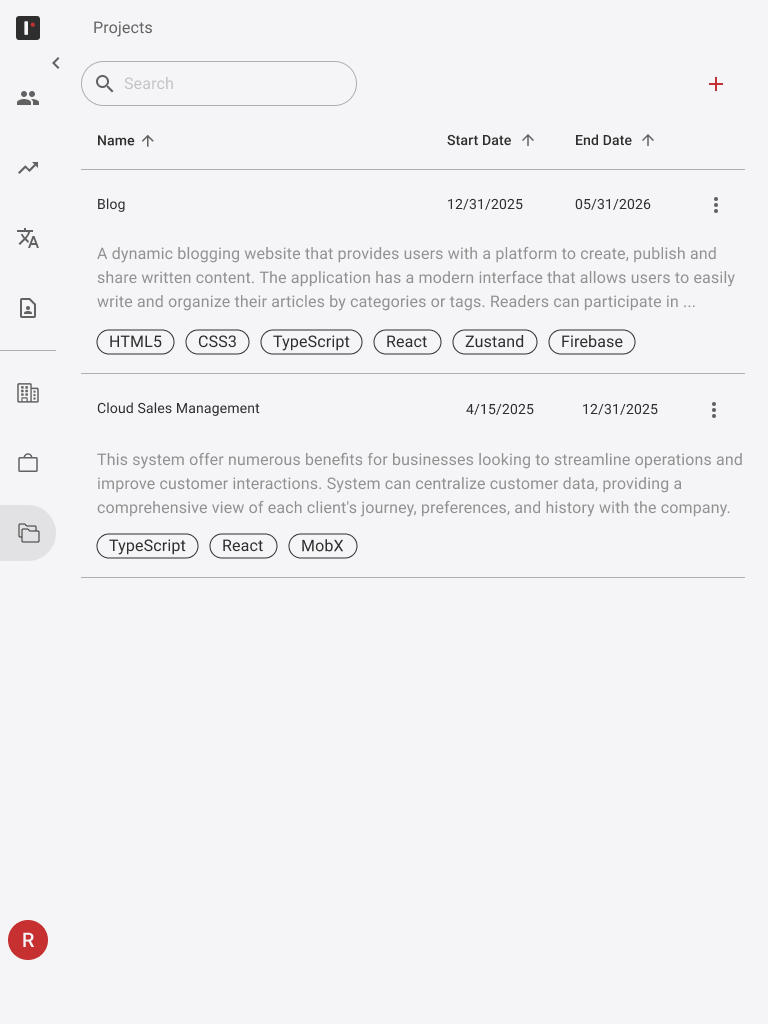 Projects
Search
Name Start Date End Date
Blog 12/31/2025 05/31/2026
A dynamic blogging website that provides users with a platform to create, publish and
share written content. The application has a modern interface that allows users to easily
write and organize their articles by categories or tags. Readers can participate in ...
HTML5 CSS3 TypeScript React Zustand Firebase
Cloud Sales Management 4/15/2025 12/31/2025
This system offer numerous benefits for businesses looking to streamline operations and
improve customer interactions. System can centralize customer data, providing a
comprehensive view of each client's journey, preferences, and history with the company.
TypeScript React MobX
R